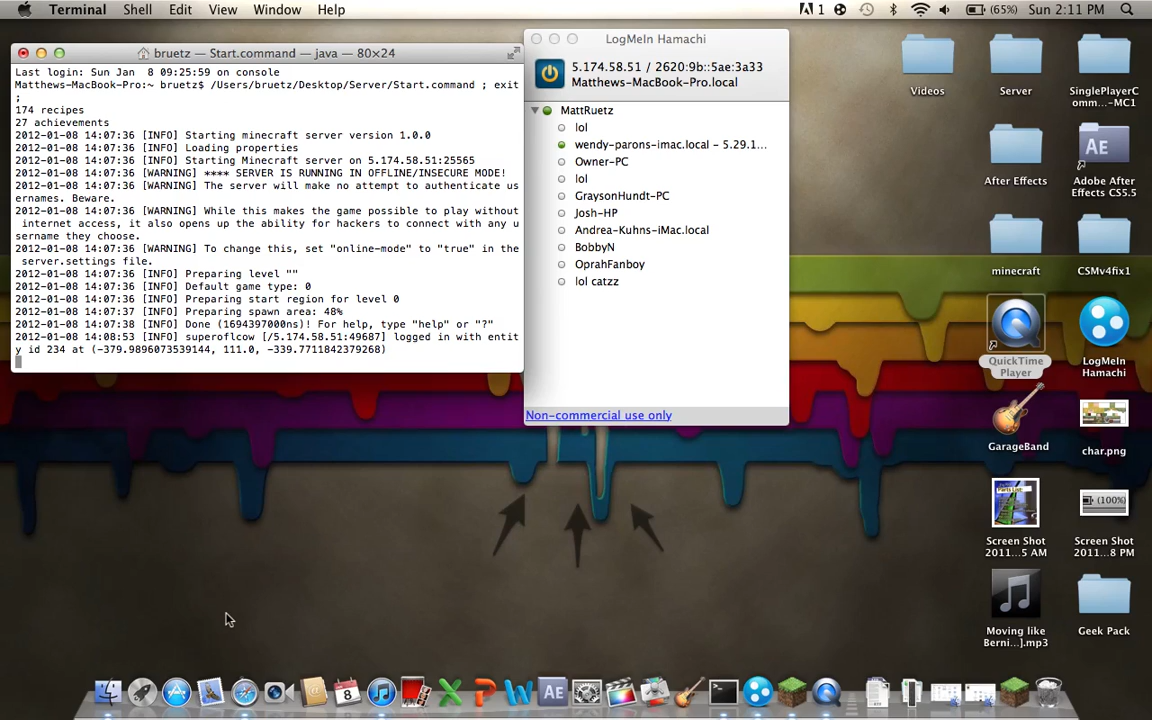 Terminal Shell Edit View Window Help
1 (65%) Sun 2:11 PM
bruetz — Start.command — java — 80×24
Last login: Sun Jan  8 09:25:59 on console
Matthews-MacBook-Pro:~ bruetz$ /Users/bruetz/Desktop/Server/Start.command ; exit
;
174 recipes
27 achievements
2012-01-08 14:07:36 [INFO] Starting minecraft server version 1.0.0
2012-01-08 14:07:36 [INFO] Loading properties
2012-01-08 14:07:36 [INFO] Starting Minecraft server on 5.174.58.51:25565
2012-01-08 14:07:36 [WARNING] **** SERVER IS RUNNING IN OFFLINE/INSECURE MODE!
2012-01-08 14:07:36 [WARNING] The server will make no attempt to authenticate us
ernames. Beware.
2012-01-08 14:07:36 [WARNING] While this makes the game possible to play without
 internet access, it also opens up the ability for hackers to connect with any u
sername they choose.
2012-01-08 14:07:36 [WARNING] To change this, set "online-mode" to "true" in the
 server.settings file.
2012-01-08 14:07:36 [INFO] Preparing level ""
2012-01-08 14:07:36 [INFO] Default game type: 0
2012-01-08 14:07:36 [INFO] Preparing start region for level 0
2012-01-08 14:07:37 [INFO] Preparing spawn area: 48%
2012-01-08 14:07:38 [INFO] Done (1694397000ns)! For help, type "help" or "?"
2012-01-08 14:08:53 [INFO] superoflcow [/5.174.58.51:49687] logged in with entit
y id 234 at (-379.9896073539144, 111.0, -339.7711842379268)
LogMeIn Hamachi
5.174.58.51 / 2620:9b::5ae:3a33
Matthews-MacBook-Pro.local
MattRuetz
lol
wendy-parons-imac.local - 5.29.1...
Owner-PC
lol
GraysonHundt-PC
Josh-HP
Andrea-Kuhns-iMac.local
BobbyN
OprahFanboy
lol catzz
Non-commercial use only
Videos
Server
SinglePlayerC
omm...-MC1
After Effects
AE
Adobe After
Effects CS5.5
minecraft
CSMv4fix1
QuickTime
Player
LogMeIn
Hamachi
GarageBand
char.png
(100%)
Screen Shot
2011...5 AM
Screen Shot
2011...8 PM
Moving like
Berni...].mp3
Geek Pack
8
AE